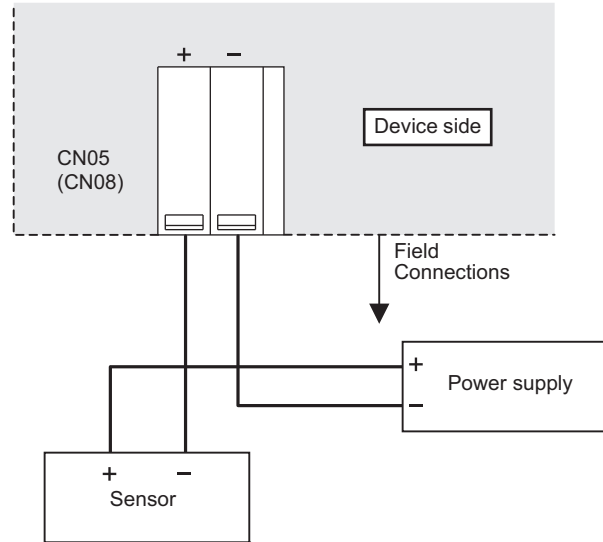 + −
Device side
CN05
(CN08)
Field
Connections
+
Power supply
−
+ −
Sensor